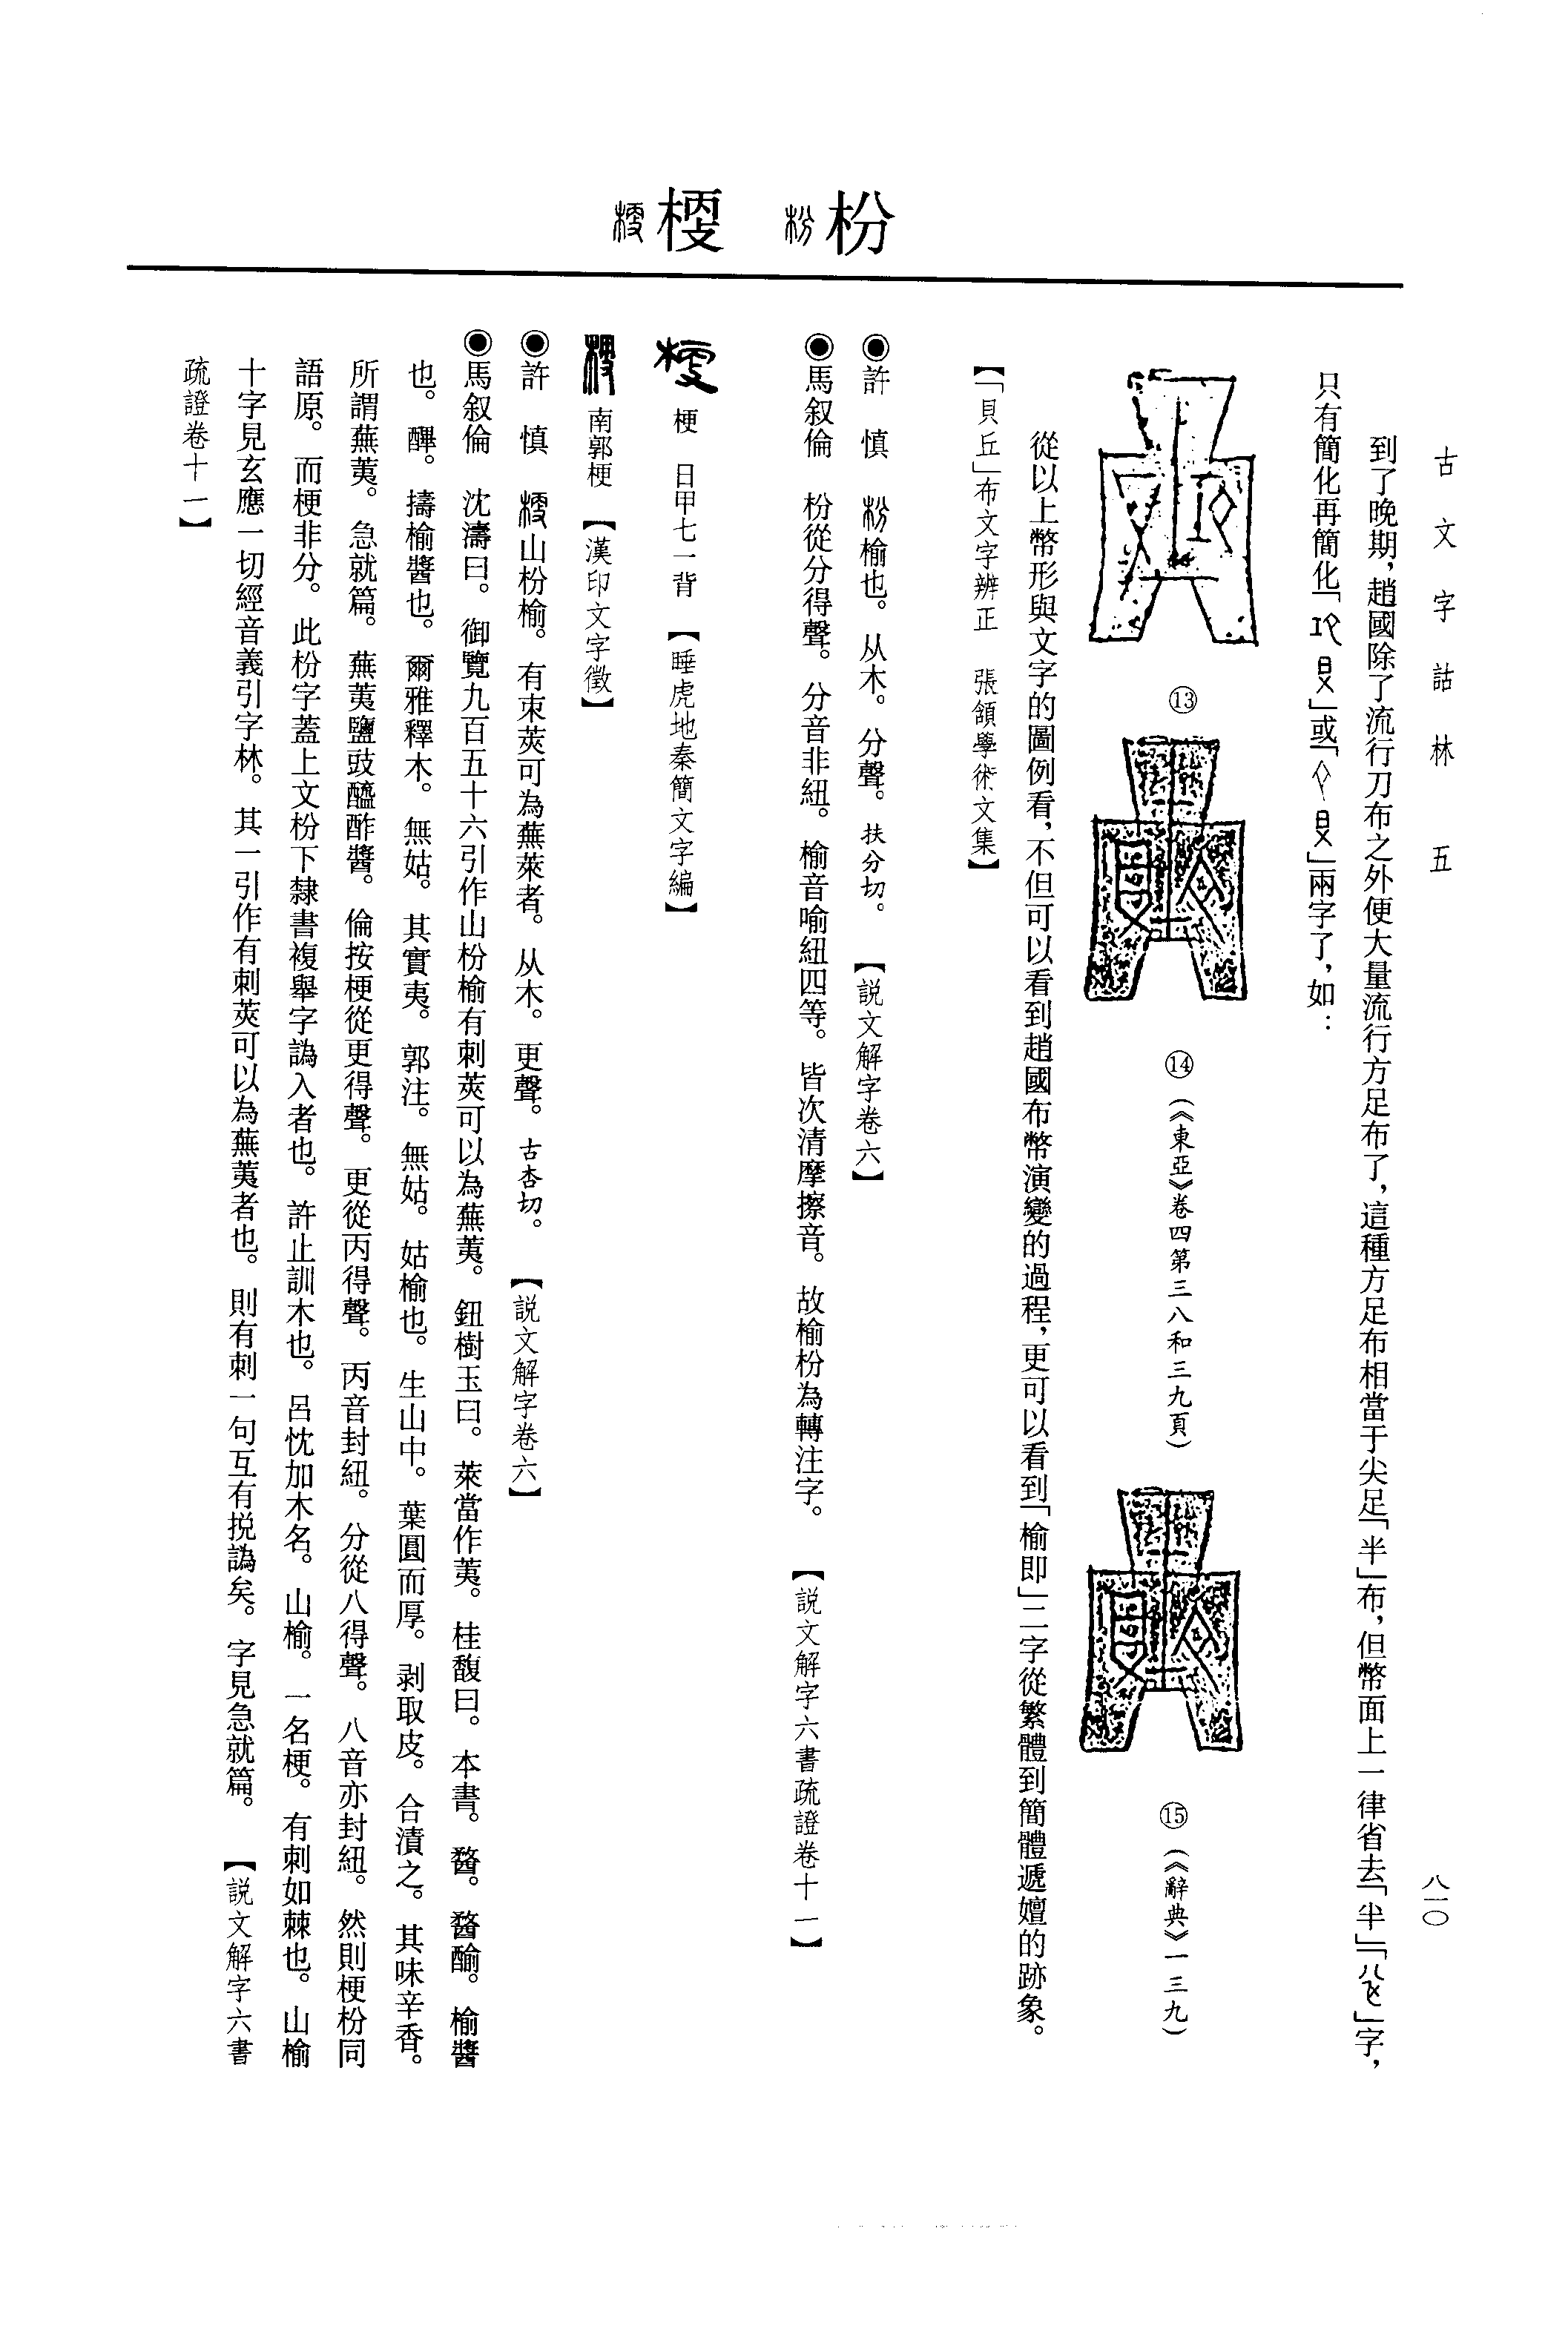 古文字詁林 五
八一〇
枌 梗
到了晚期，趙國除了流行刀布之外便大量流行方足布了，這種方足布相當于尖足「半」布，但幣面上一律省去「半」「」字，
只有簡化再簡化「」或「」兩字了，如：
⑬
⑭（《東亞》卷四第三八和三九頁）
⑮（《辭典》一三九）
從以上幣形與文字的圖例看，不但可以看到趙國布幣演變的過程，更可以看到「榆即」二字從繁體到簡體遞嬗的跡象。
【「貝丘」布文字辨正 張頷學術文集】
◉許 慎 枌榆也。从木。分聲。扶分切。【説文解字卷六】
◉馬叙倫 枌從分得聲。分音非紐。榆音喻紐四等。皆次清摩擦音。故榆枌為轉注字。【説文解字六書疏證卷十一】
梗 日甲七一背【睡虎地秦簡文字編】
南郭梗【漢印文字徵】
◉許 慎 梗山枌榆。有朿莢可為蕪萊者。从木。更聲。古杏切。【説文解字卷六】
◉馬叙倫 沈濤曰。御覽九百五十六引作山枌榆有刺莢可以為蕪荑。鈕樹玉曰。萊當作荑。桂馥曰。本書。䤅。䤅醶。榆醬
也。醳。擣榆醬也。爾雅釋木。無姑。其實夷。郭注。無姑。姑榆也。生山中。葉圓而厚。剥取皮。合漬之。其味辛香。
所謂蕪荑。急就篇。蕪荑鹽豉醯酢醬。倫按梗從更得聲。更從丙得聲。丙音封紐。分從八得聲。八音亦封紐。然則梗枌同
語原。而梗非分。此枌字蓋上文枌下隸書複舉字譌入者也。許止訓木也。呂忱加木名。山榆。一名梗。有刺如棘也。山榆
十字見玄應一切經音義引字林。其一引作有刺莢可以為蕪荑者也。則有刺一句互有挩譌矣。字見急就篇。【説文解字六書
疏證卷十一】